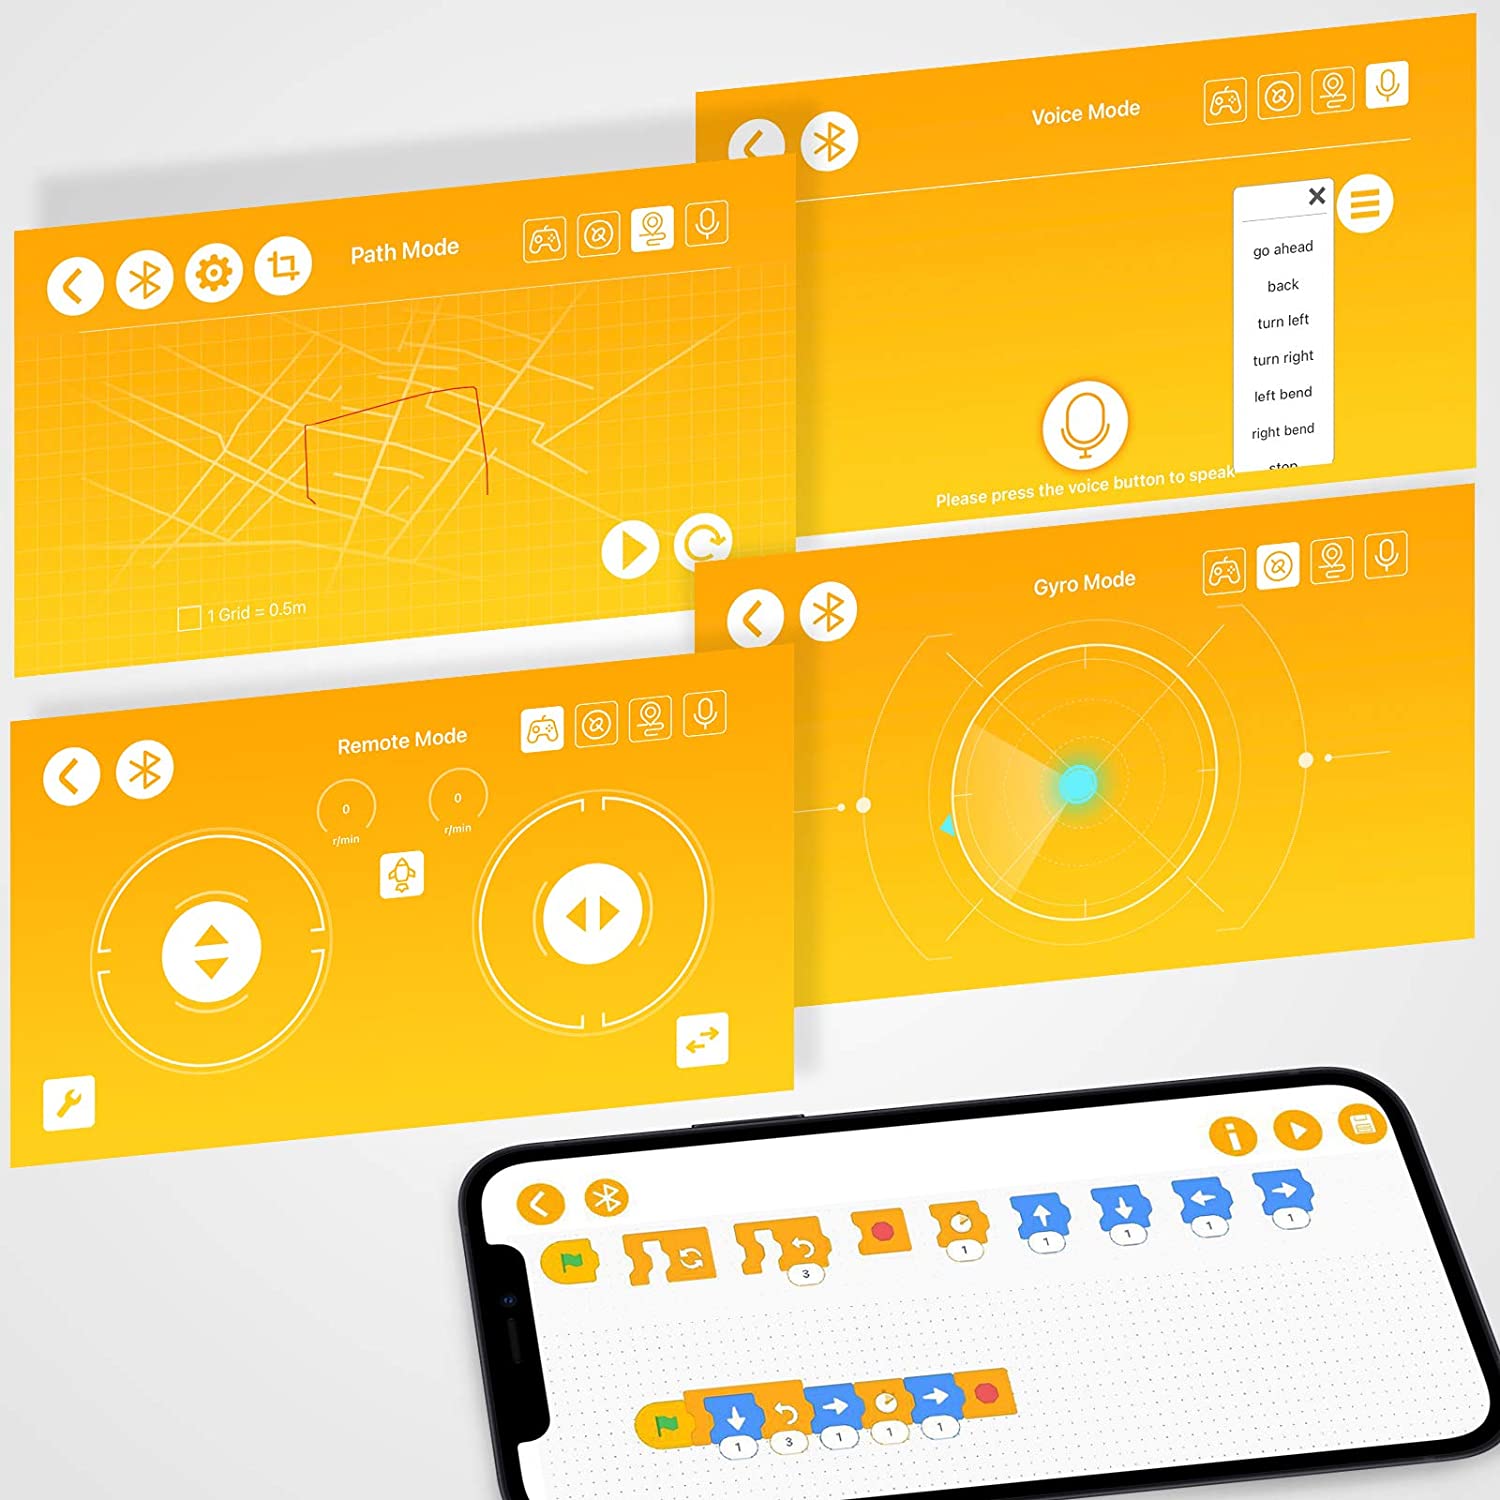 Voice Mode
go ahead
back
turn left
turn right
left bend
right bend
stop
Please press the voice button to speak
Path Mode
1 Grid = 0.5m
Gyro Mode
Remote Mode
0
r/min
0
r/min
3
1
1
1
1
1
1
3
1
1
1